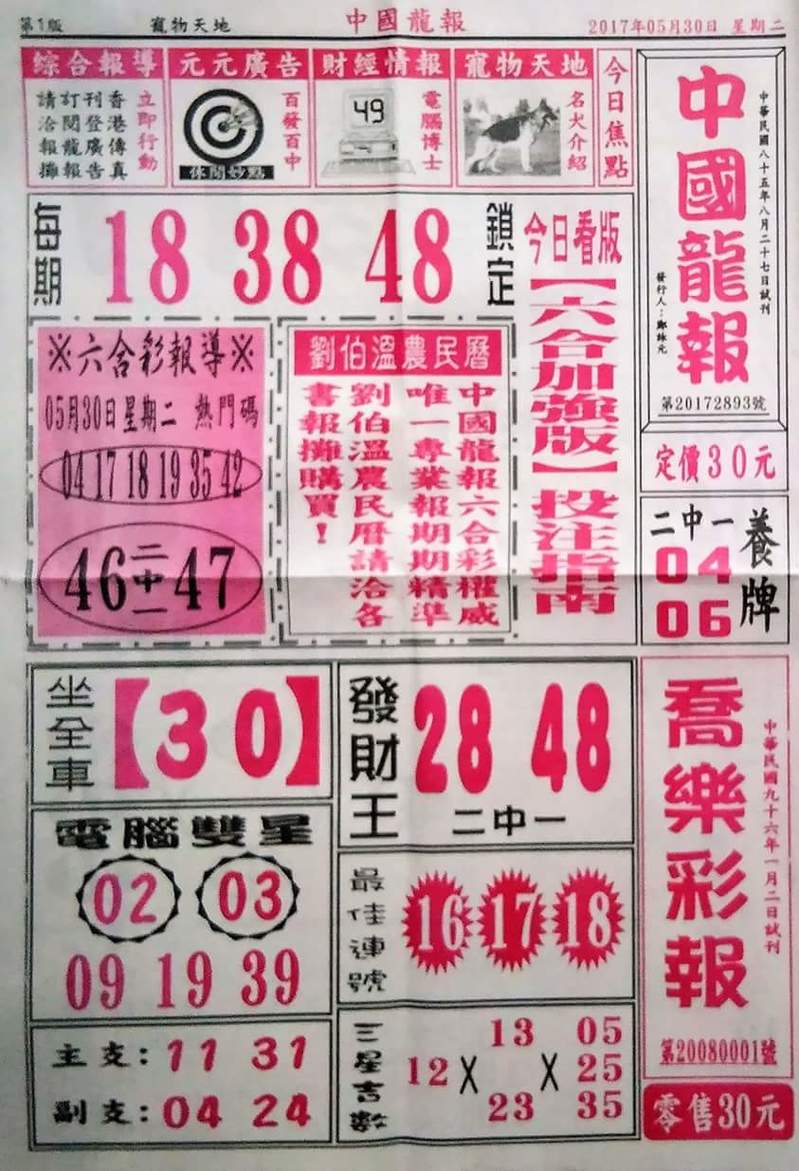 第1版 寵物天地 中國龍報 2017年05月30日 星期二
綜合報導
請訂刊香
洽閱登港
報龍廣傳
攤報告真
立即行動
元元廣告
百發百中
休閒妙點
財經情報
49
電腦博士
寵物天地
名犬介紹
今日焦點
中國龍報
中華民國八十五年八月二十七日試刊
發行人：鄭詠元
第20172893號
定價30元
每期 18 38 48 鎖定
今日看版
【六合加強版】投注指南
※六合彩報導※
05月30日星期二 熱門碼
04 17 18 19 35 42
46 二中一 47
劉伯溫農民曆
中國龍報六合彩權威
唯一專業報期期精準
劉伯溫農民曆請洽各
書報攤購買！
二中一 養牌
04
06
坐全車【30】
發財王 28 48
二中一
電腦雙星
02 03
09 19 39
最佳連號 16 17 18
主支：11 31
副支：04 24
三星吉數
13 05
12 X X 25
23 35
喬樂彩報
中華民國九十六年一月二日試刊
第20080001號
零售30元